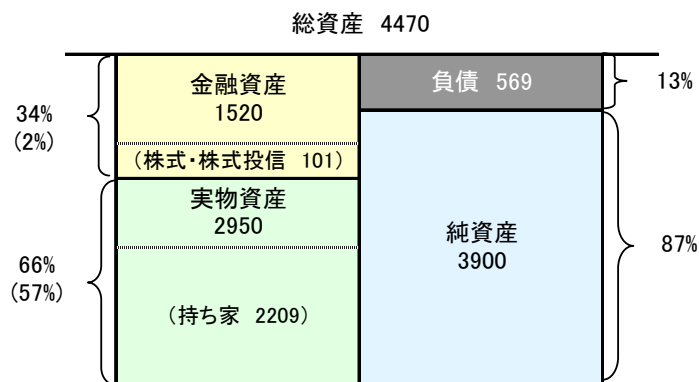 総資産 4470
金融資産
1520
(株式・株式投信 101)
実物資産
2950
(持ち家 2209)
負債 569
純資産
3900
34%
(2%)
66%
(57%)
13%
87%